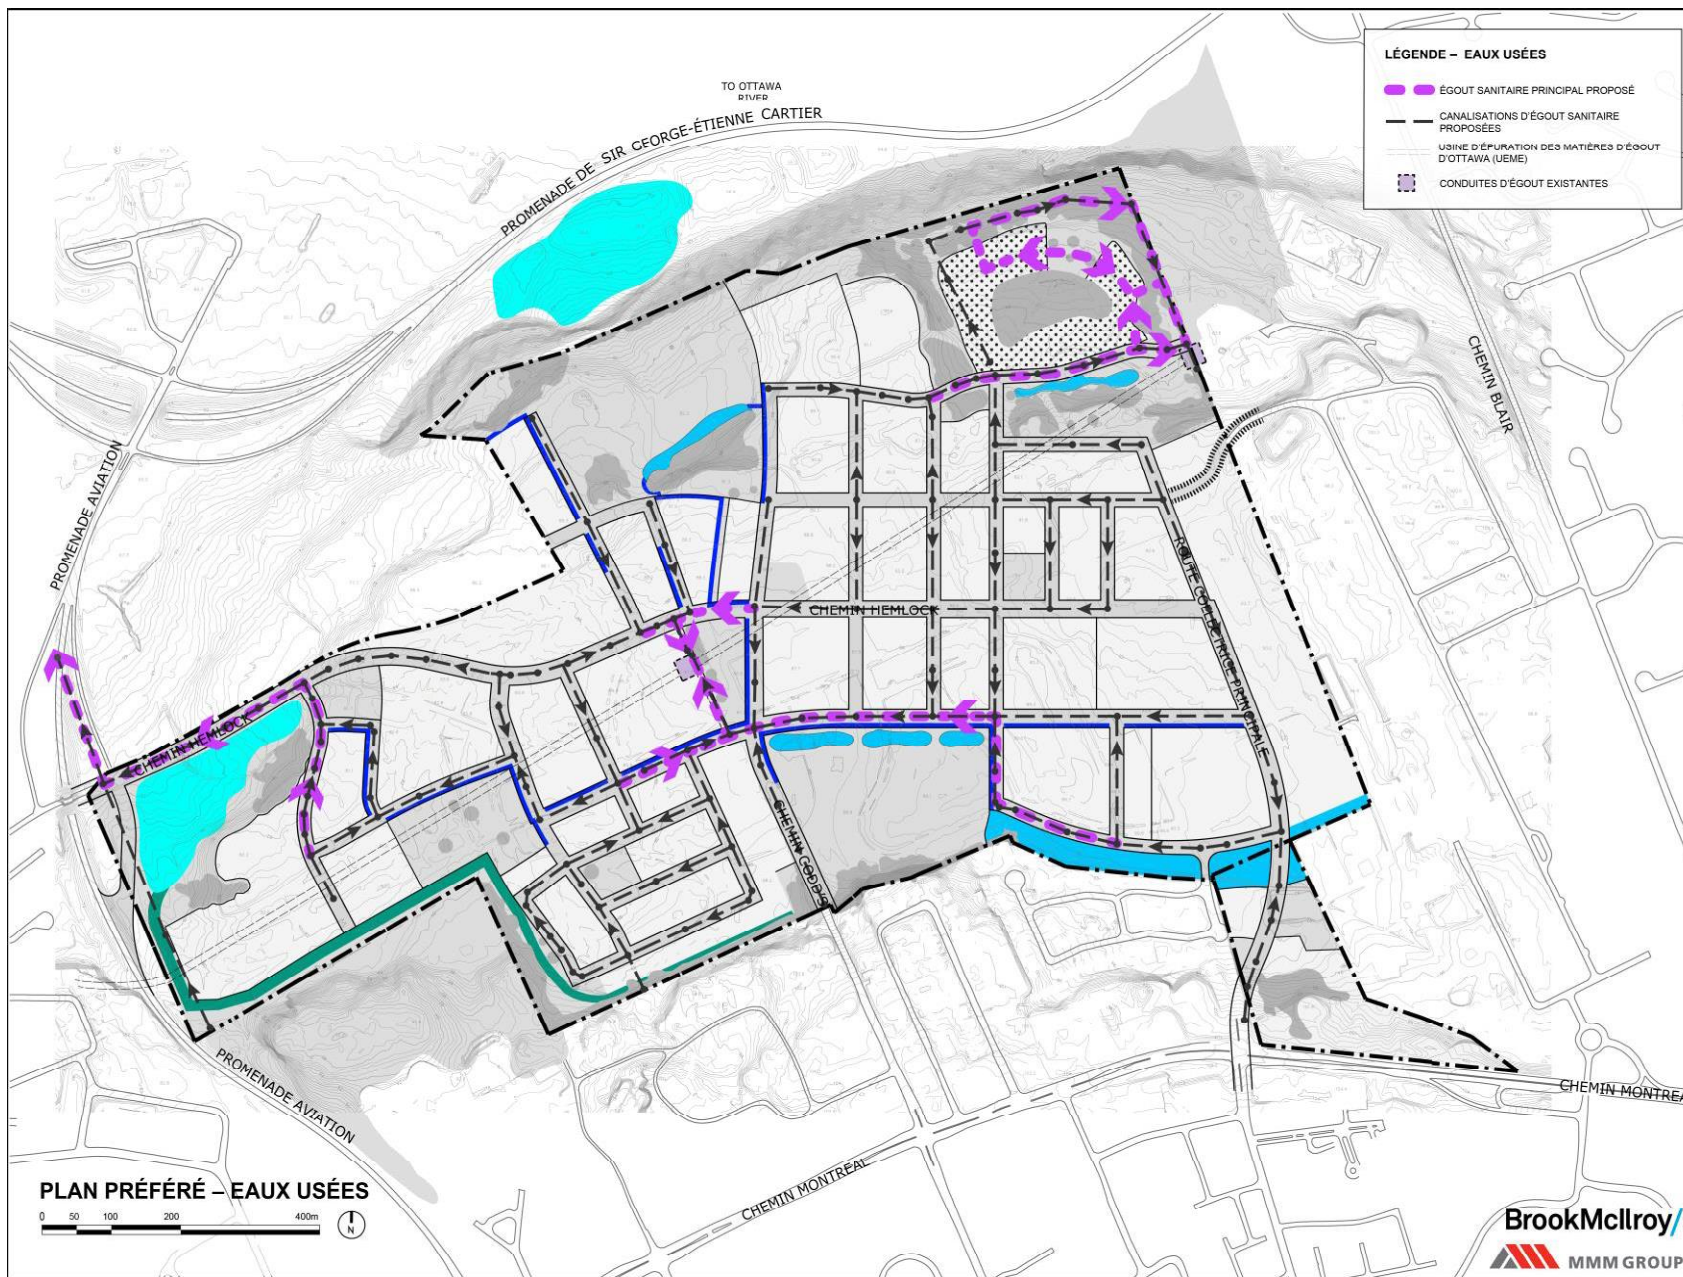 LÉGENDE – EAUX USÉES
ÉGOUT SANITAIRE PRINCIPAL PROPOSÉ
CANALISATIONS D'ÉGOUT SANITAIRE
PROPOSÉES
USINE D'ÉPURATION DES MATIÈRES D'ÉGOUT
D'OTTAWA (UEME)
CONDUITES D'ÉGOUT EXISTANTES
TO OTTAWA
RIVER
PROMENADE DE SIR GEORGE-ÉTIENNE CARTIER
CHEMIN BLAIR
PROMENADE AVIATION
ROUTE COLLECTRICE PRINCIPALE
CHEMIN HEMLOCK
CHEMIN HEMLOCK
CHEMIN CODD'S
PROMENADE AVIATION
CHEMIN MONTRÉA
CHEMIN MONTRÉAL
PLAN PRÉFÉRÉ – EAUX USÉES
0 50 100 200 400m
N
BrookMcIlroy/
MMM GROUP